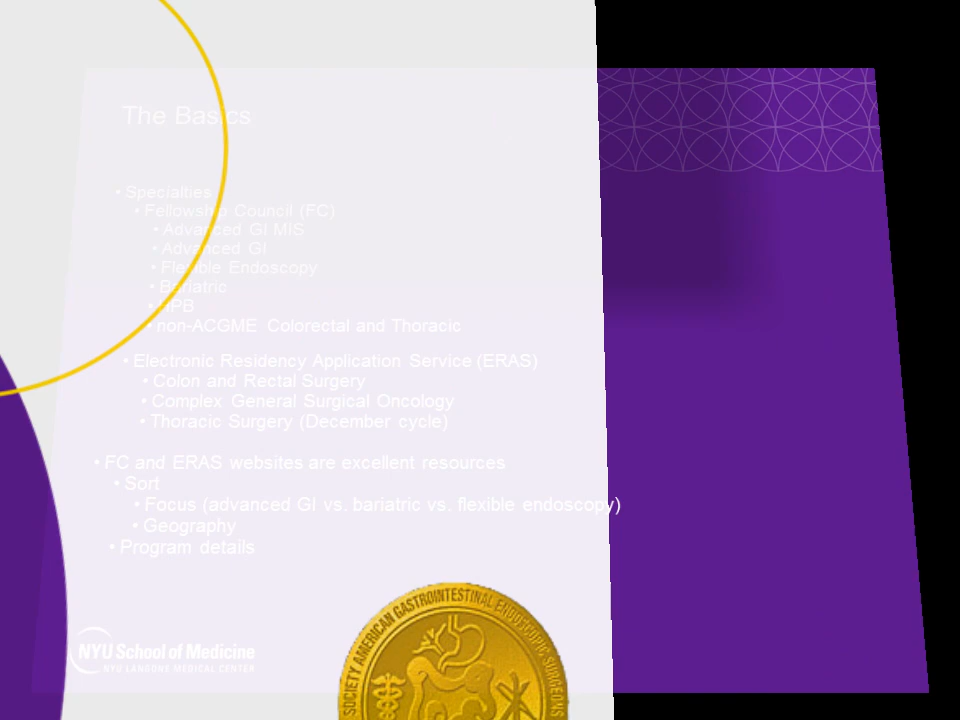 The Basics
• Specialties
• Fellowship Council (FC)
• Advanced GI MIS
• Advanced GI
• Flexible Endoscopy
• Bariatric
• HPB
• non-ACGME Colorectal and Thoracic
• Electronic Residency Application Service (ERAS)
• Colon and Rectal Surgery
• Complex General Surgical Oncology
• Thoracic Surgery (December cycle)
• FC and ERAS websites are excellent resources
• Sort
• Focus (advanced GI vs. bariatric vs. flexible endoscopy)
• Geography
• Program details
SOCIETY AMERICAN GASTROINTESTINAL ENDOSCOPIC SURGEONS
NYU School of Medicine
NYU LANGONE MEDICAL CENTER